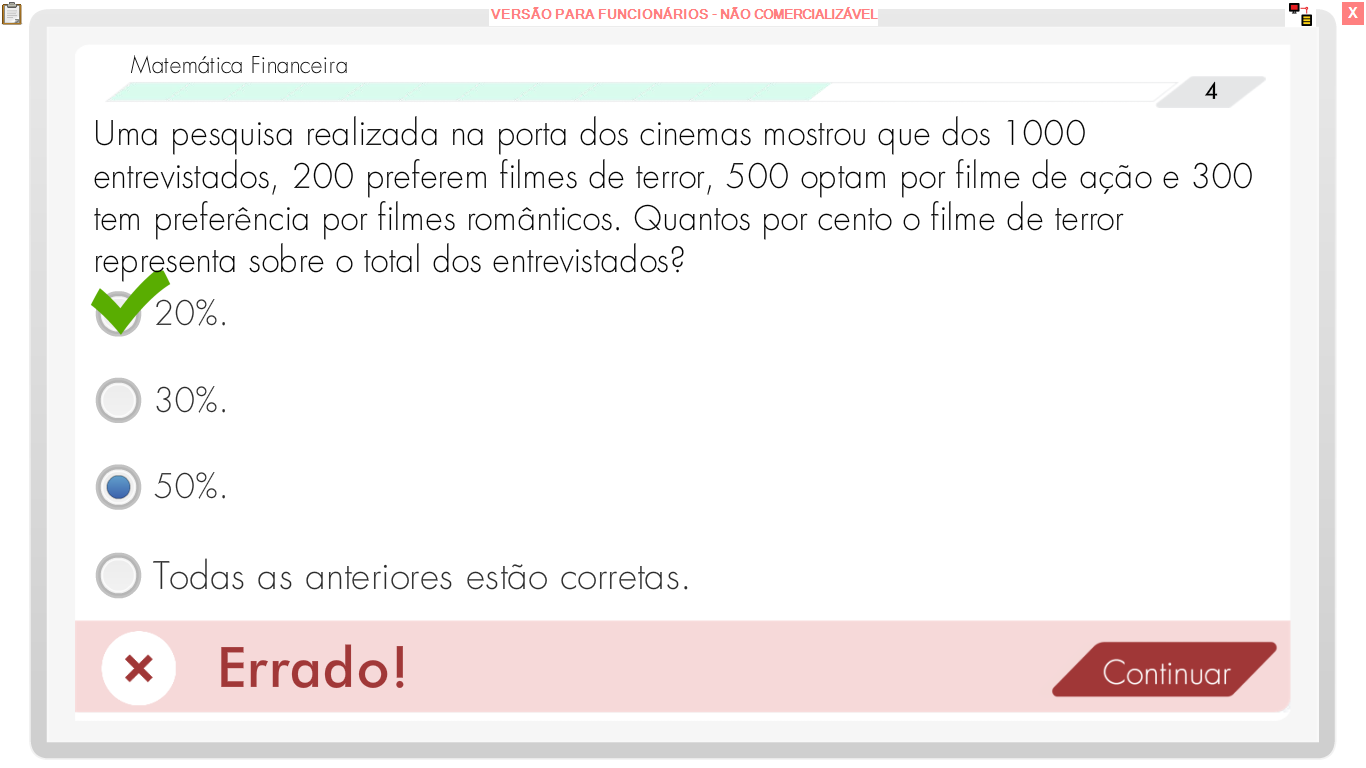 VERSÃO PARA FUNCIONÁRIOS - NÃO COMERCIALIZÁVEL
X
Matemática Financeira
4
Uma pesquisa realizada na porta dos cinemas mostrou que dos 1000
entrevistados, 200 preferem filmes de terror, 500 optam por filme de ação e 300
tem preferência por filmes românticos. Quantos por cento o filme de terror
representa sobre o total dos entrevistados?
20%.
30%.
50%.
Todas as anteriores estão corretas.
Errado!
Continuar